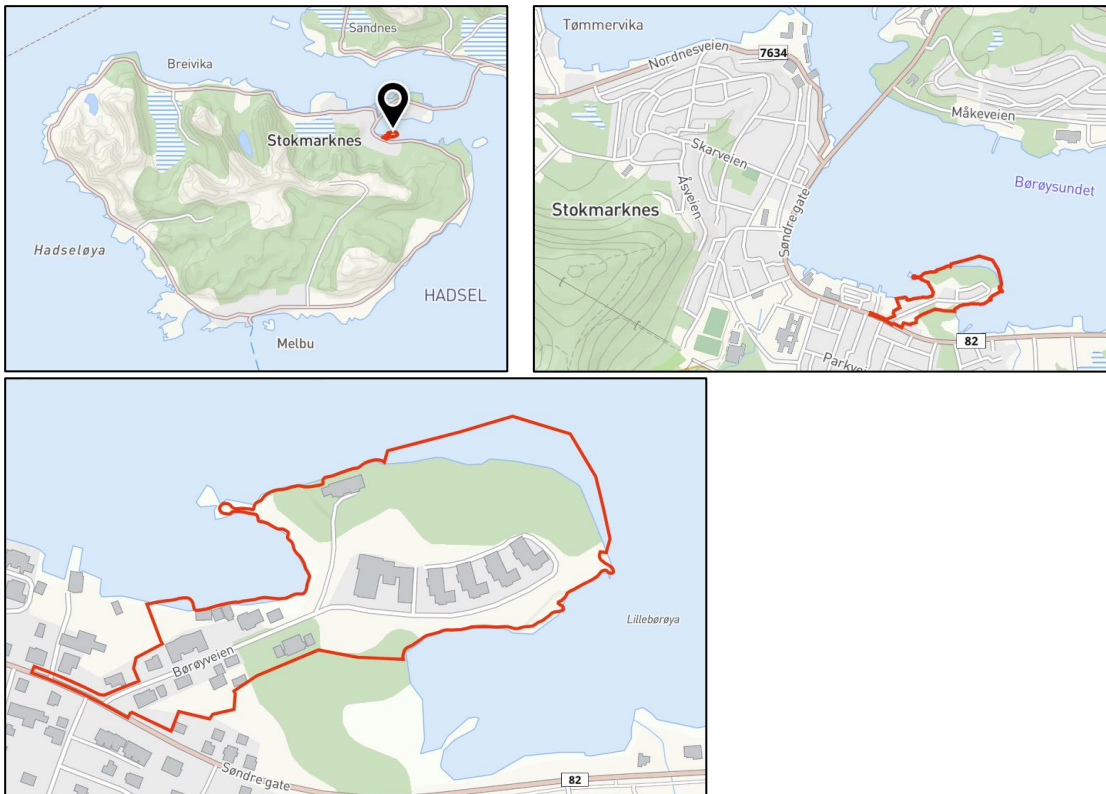 Sandnes
Breivika
Stokmarknes
Hadseløya
HADSEL
Melbu
Tømmervika
Nordnesveien
7634
Måkeveien
Skarveien
Åsveien
Børøysundet
Stokmarknes
Søndre gate
82
Parkvei
Lillebørøya
Børøyveien
Søndre gate
82